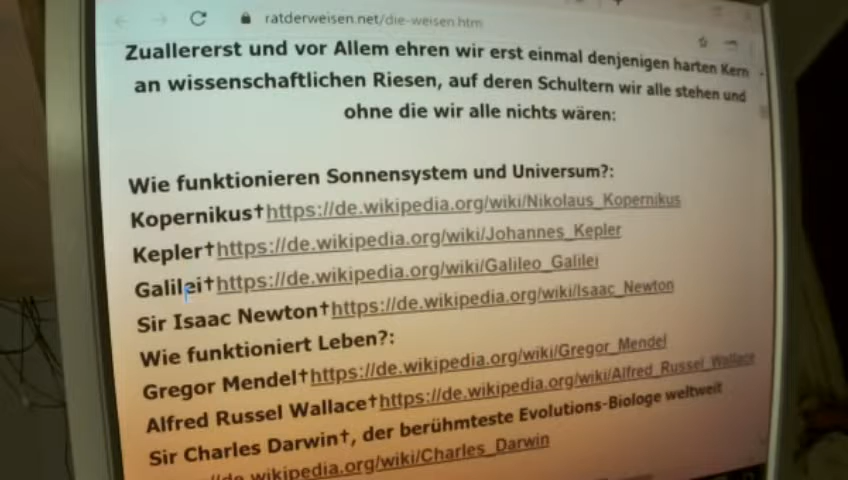 ratderweisen.net/die-weisen.htm
Zuallererst und vor Allem ehren wir erst einmal denjenigen harten Kern
an wissenschaftlichen Riesen, auf deren Schultern wir alle stehen und
ohne die wir alle nichts wären:
Wie funktionieren Sonnensystem und Universum?:
Kopernikus†https://de.wikipedia.org/wiki/Nikolaus_Kopernikus
Kepler†https://de.wikipedia.org/wiki/Johannes_Kepler
Galilei†https://de.wikipedia.org/wiki/Galileo_Galilei
Sir Isaac Newton†https://de.wikipedia.org/wiki/Isaac_Newton
Wie funktioniert Leben?:
Gregor Mendel†https://de.wikipedia.org/wiki/Gregor_Mendel
Alfred Russel Wallace†https://de.wikipedia.org/wiki/Alfred_Russel_Wallace
Sir Charles Darwin†, der berühmteste Evolutions-Biologe weltweit
//de.wikipedia.org/wiki/Charles_Darwin